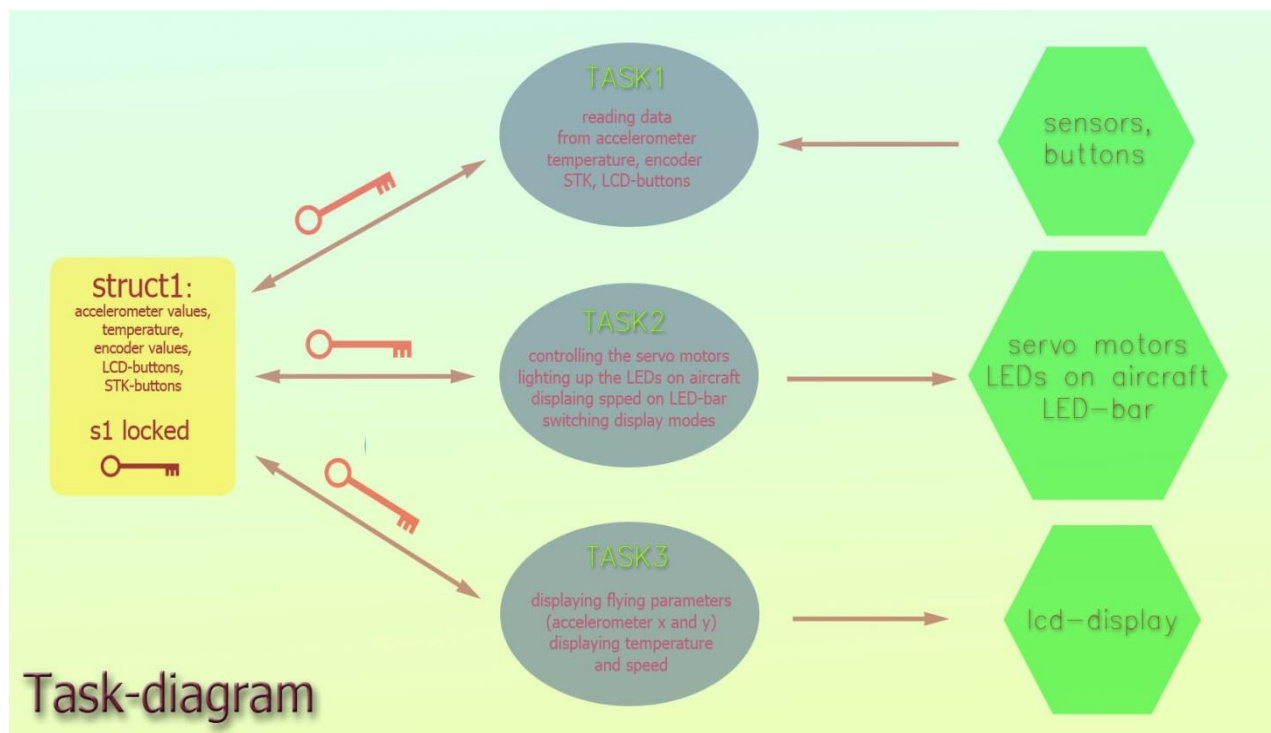 TASK1
reading data
from accelerometer
temperature, encoder
STK, LCD-buttons
sensors,
buttons
struct1:
accelerometer values,
temperature,
encoder values,
LCD-buttons,
STK-buttons
s1 locked
TASK2
controlling the servo motors
lighting up the LEDs on aircraft
displaing spped on LED-bar
switching display modes
servo motors
LEDs on aircraft
LED-bar
TASK3
displaying flying parameters
(accelerometer x and y)
displaying temperature
and speed
lcd-display
Task-diagram